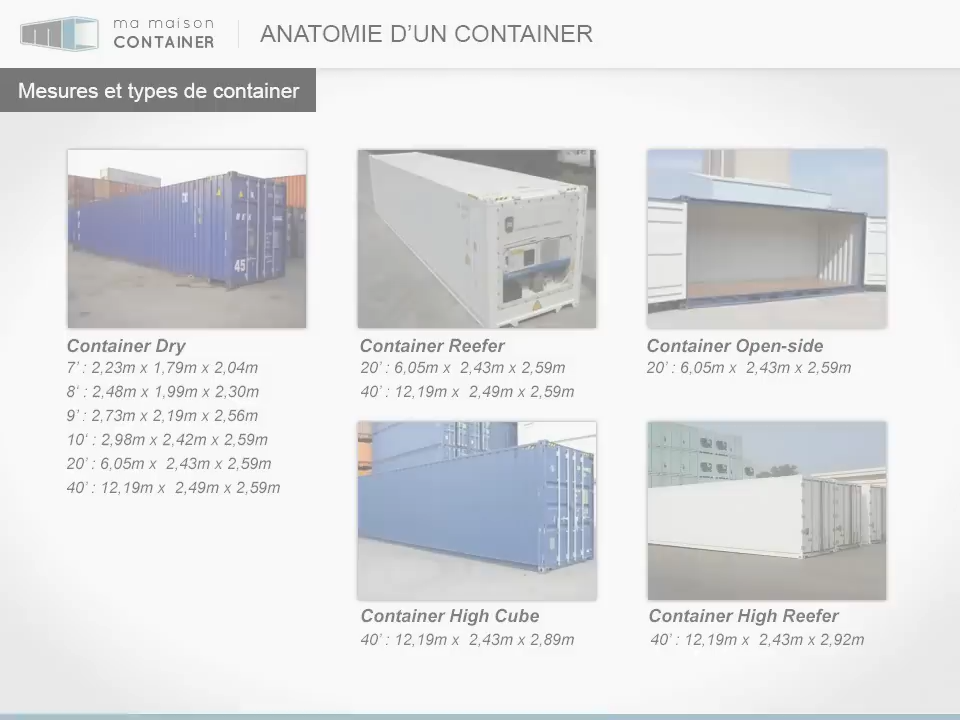 ma maison
CONTAINER
ANATOMIE D’UN CONTAINER
Mesures et types de container
45
Container Dry
7’ : 2,23m x 1,79m x 2,04m
8‘ : 2,48m x 1,99m x 2,30m
9’ : 2,73m x 2,19m x 2,56m
10‘ : 2,98m x 2,42m x 2,59m
20’ : 6,05m x 2,43m x 2,59m
40’ : 12,19m x 2,49m x 2,59m
Container Reefer
20’ : 6,05m x 2,43m x 2,59m
40’ : 12,19m x 2,49m x 2,59m
Container Open-side
20’ : 6,05m x 2,43m x 2,59m
Container High Cube
40’ : 12,19m x 2,43m x 2,89m
Container High Reefer
40’ : 12,19m x 2,43m x 2,92m